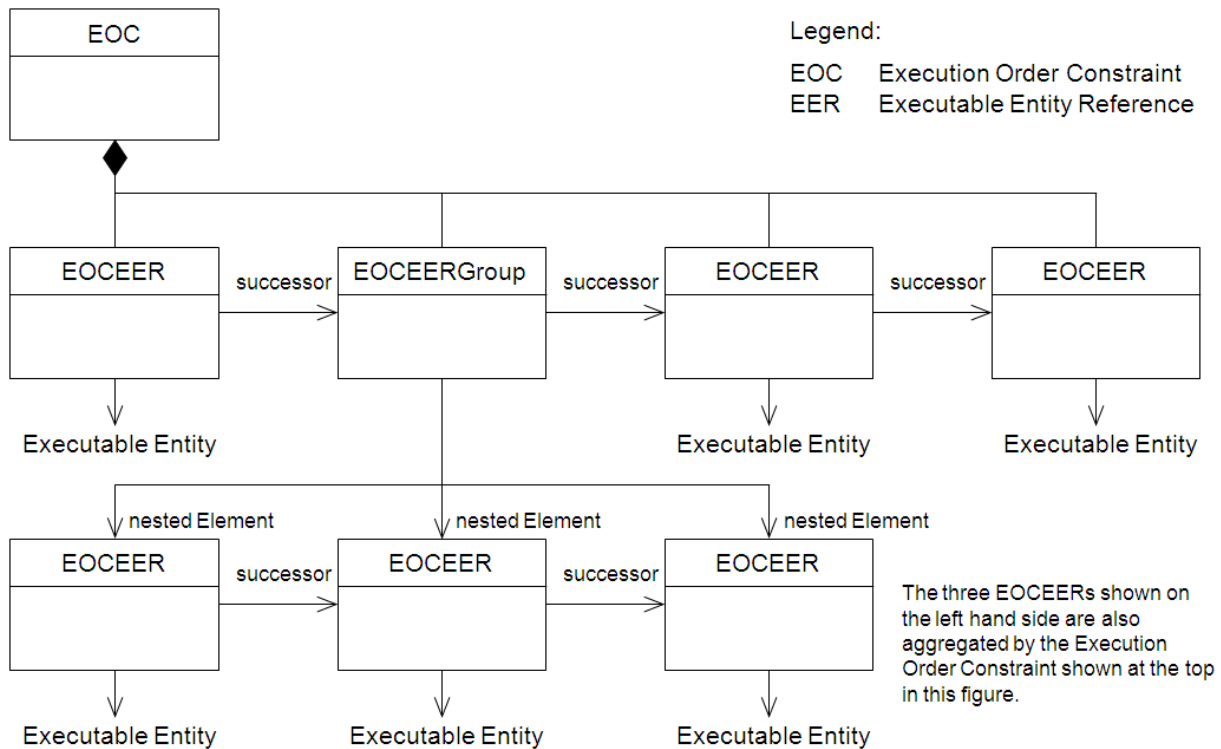 EOC
Legend:
EOC Execution Order Constraint
EER Executable Entity Reference
EOCEER
successor
EOCEERGroup
successor
EOCEER
successor
EOCEER
Executable Entity
Executable Entity
Executable Entity
nested Element
nested Element
nested Element
EOCEER
successor
EOCEER
successor
EOCEER
The three EOCEERs shown on
the left hand side are also
aggregated by the Execution
Order Constraint shown at the top
in this figure.
Executable Entity
Executable Entity
Executable Entity